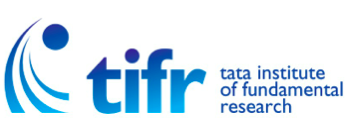 tifr
tata institute
of fundamental
research